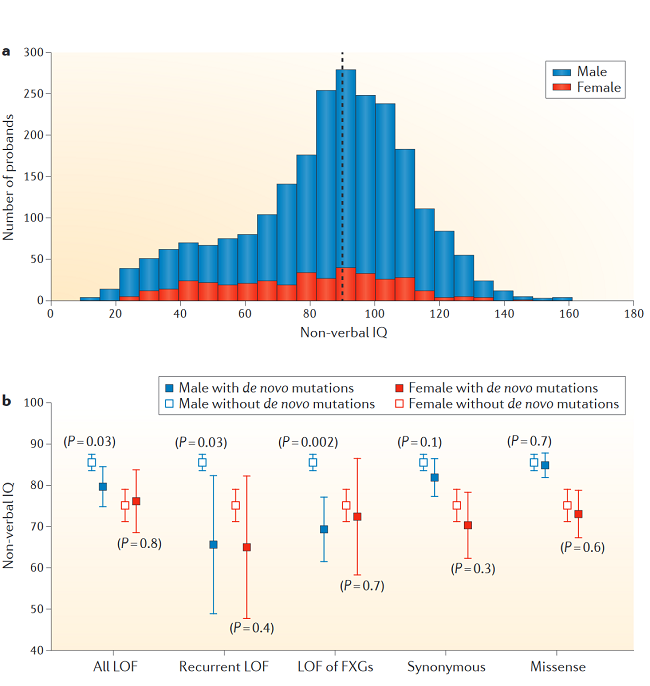 a
Number of probands
300
250
200
150
100
50
0
Male
Female
0 20 40 60 80 100 120 140 160 180
Non-verbal IQ
b
Male with de novo mutations Female with de novo mutations
Male without de novo mutations Female without de novo mutations
Non-verbal IQ
100
90
80
70
60
50
40
(P = 0.03) (P = 0.03) (P = 0.002) (P = 0.1) (P = 0.7)
(P = 0.8) (P = 0.4) (P = 0.7) (P = 0.3) (P = 0.6)
All LOF Recurrent LOF LOF of FXGs Synonymous Missense